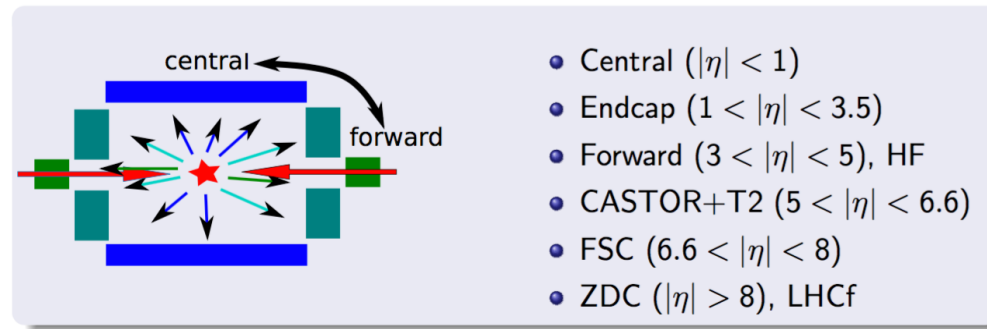 central
forward
Central (|η| < 1)
Endcap (1 < |η| < 3.5)
Forward (3 < |η| < 5), HF
CASTOR+T2 (5 < |η| < 6.6)
FSC (6.6 < |η| < 8)
ZDC (|η| > 8), LHCf